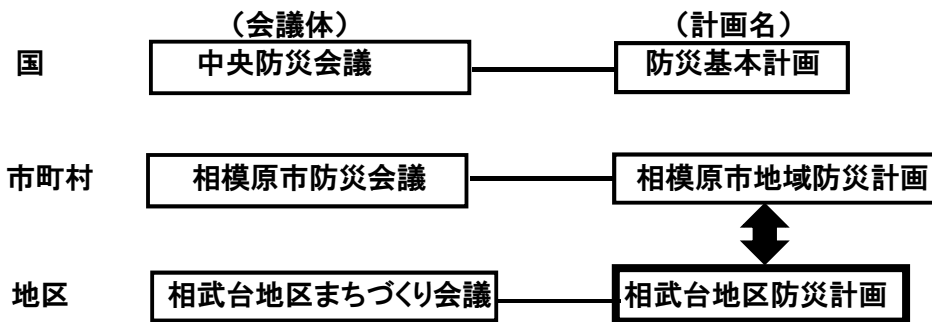 （会議体） （計画名）
国 中央防災会議 防災基本計画
市町村 相模原市防災会議 相模原市地域防災計画
地区 相武台地区まちづくり会議 相武台地区防災計画